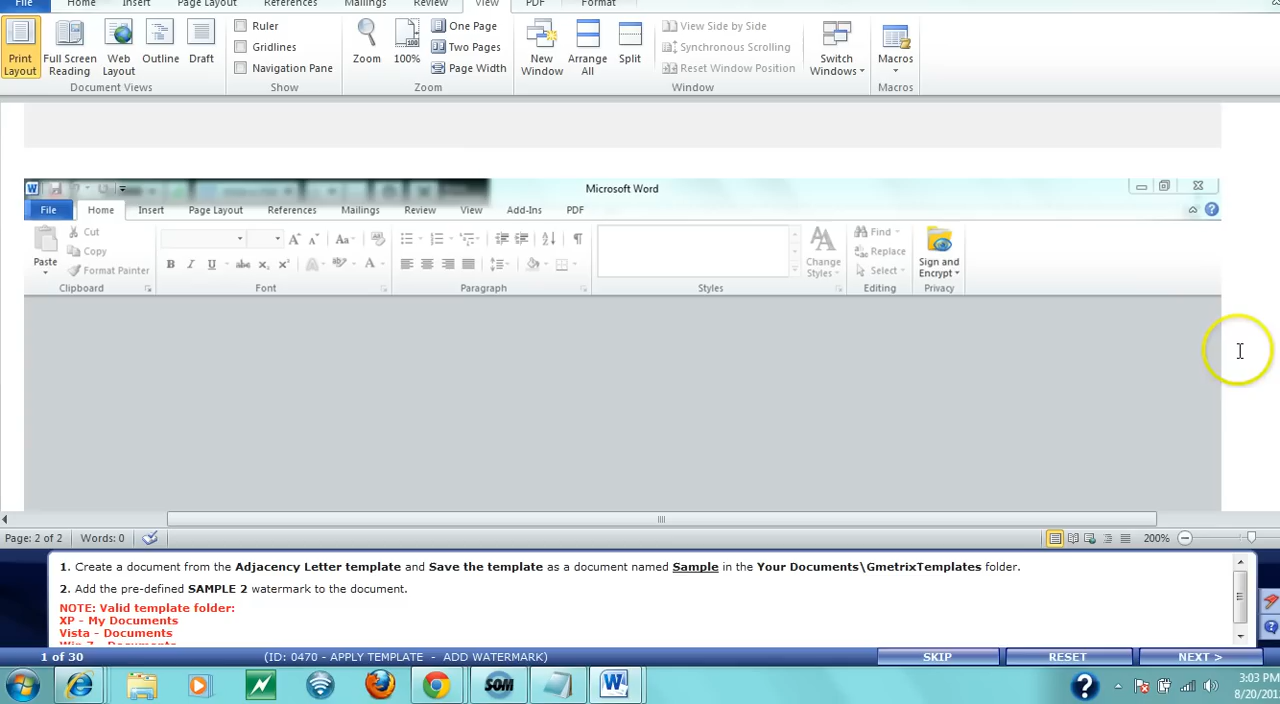 File Home Insert Page Layout References Mailings Review View PDF Format
Ruler One Page View Side by Side
Gridlines Two Pages Synchronous Scrolling
Navigation Pane Page Width Reset Window Position
Print Layout Full Screen Reading Web Layout Outline Draft Zoom 100% New Window Arrange All Split Switch Windows Macros
Document Views Show Zoom Window Macros
Microsoft Word
File Home Insert Page Layout References Mailings Review View Add-Ins PDF
Cut Find
Copy Replace
Paste Format Painter Change Styles Select Sign and Encrypt
Clipboard Font Paragraph Styles Editing Privacy
Page: 2 of 2 Words: 0 200%
1. Create a document from the Adjacency Letter template and Save the template as a document named Sample in the Your Documents\GmetrixTemplates folder.
2. Add the pre-defined SAMPLE 2 watermark to the document.
NOTE: Valid template folder:
XP - My Documents
Vista - Documents
1 of 30 (ID: 0470 - APPLY TEMPLATE - ADD WATERMARK) SKIP RESET NEXT >
SOM
3:03 PM